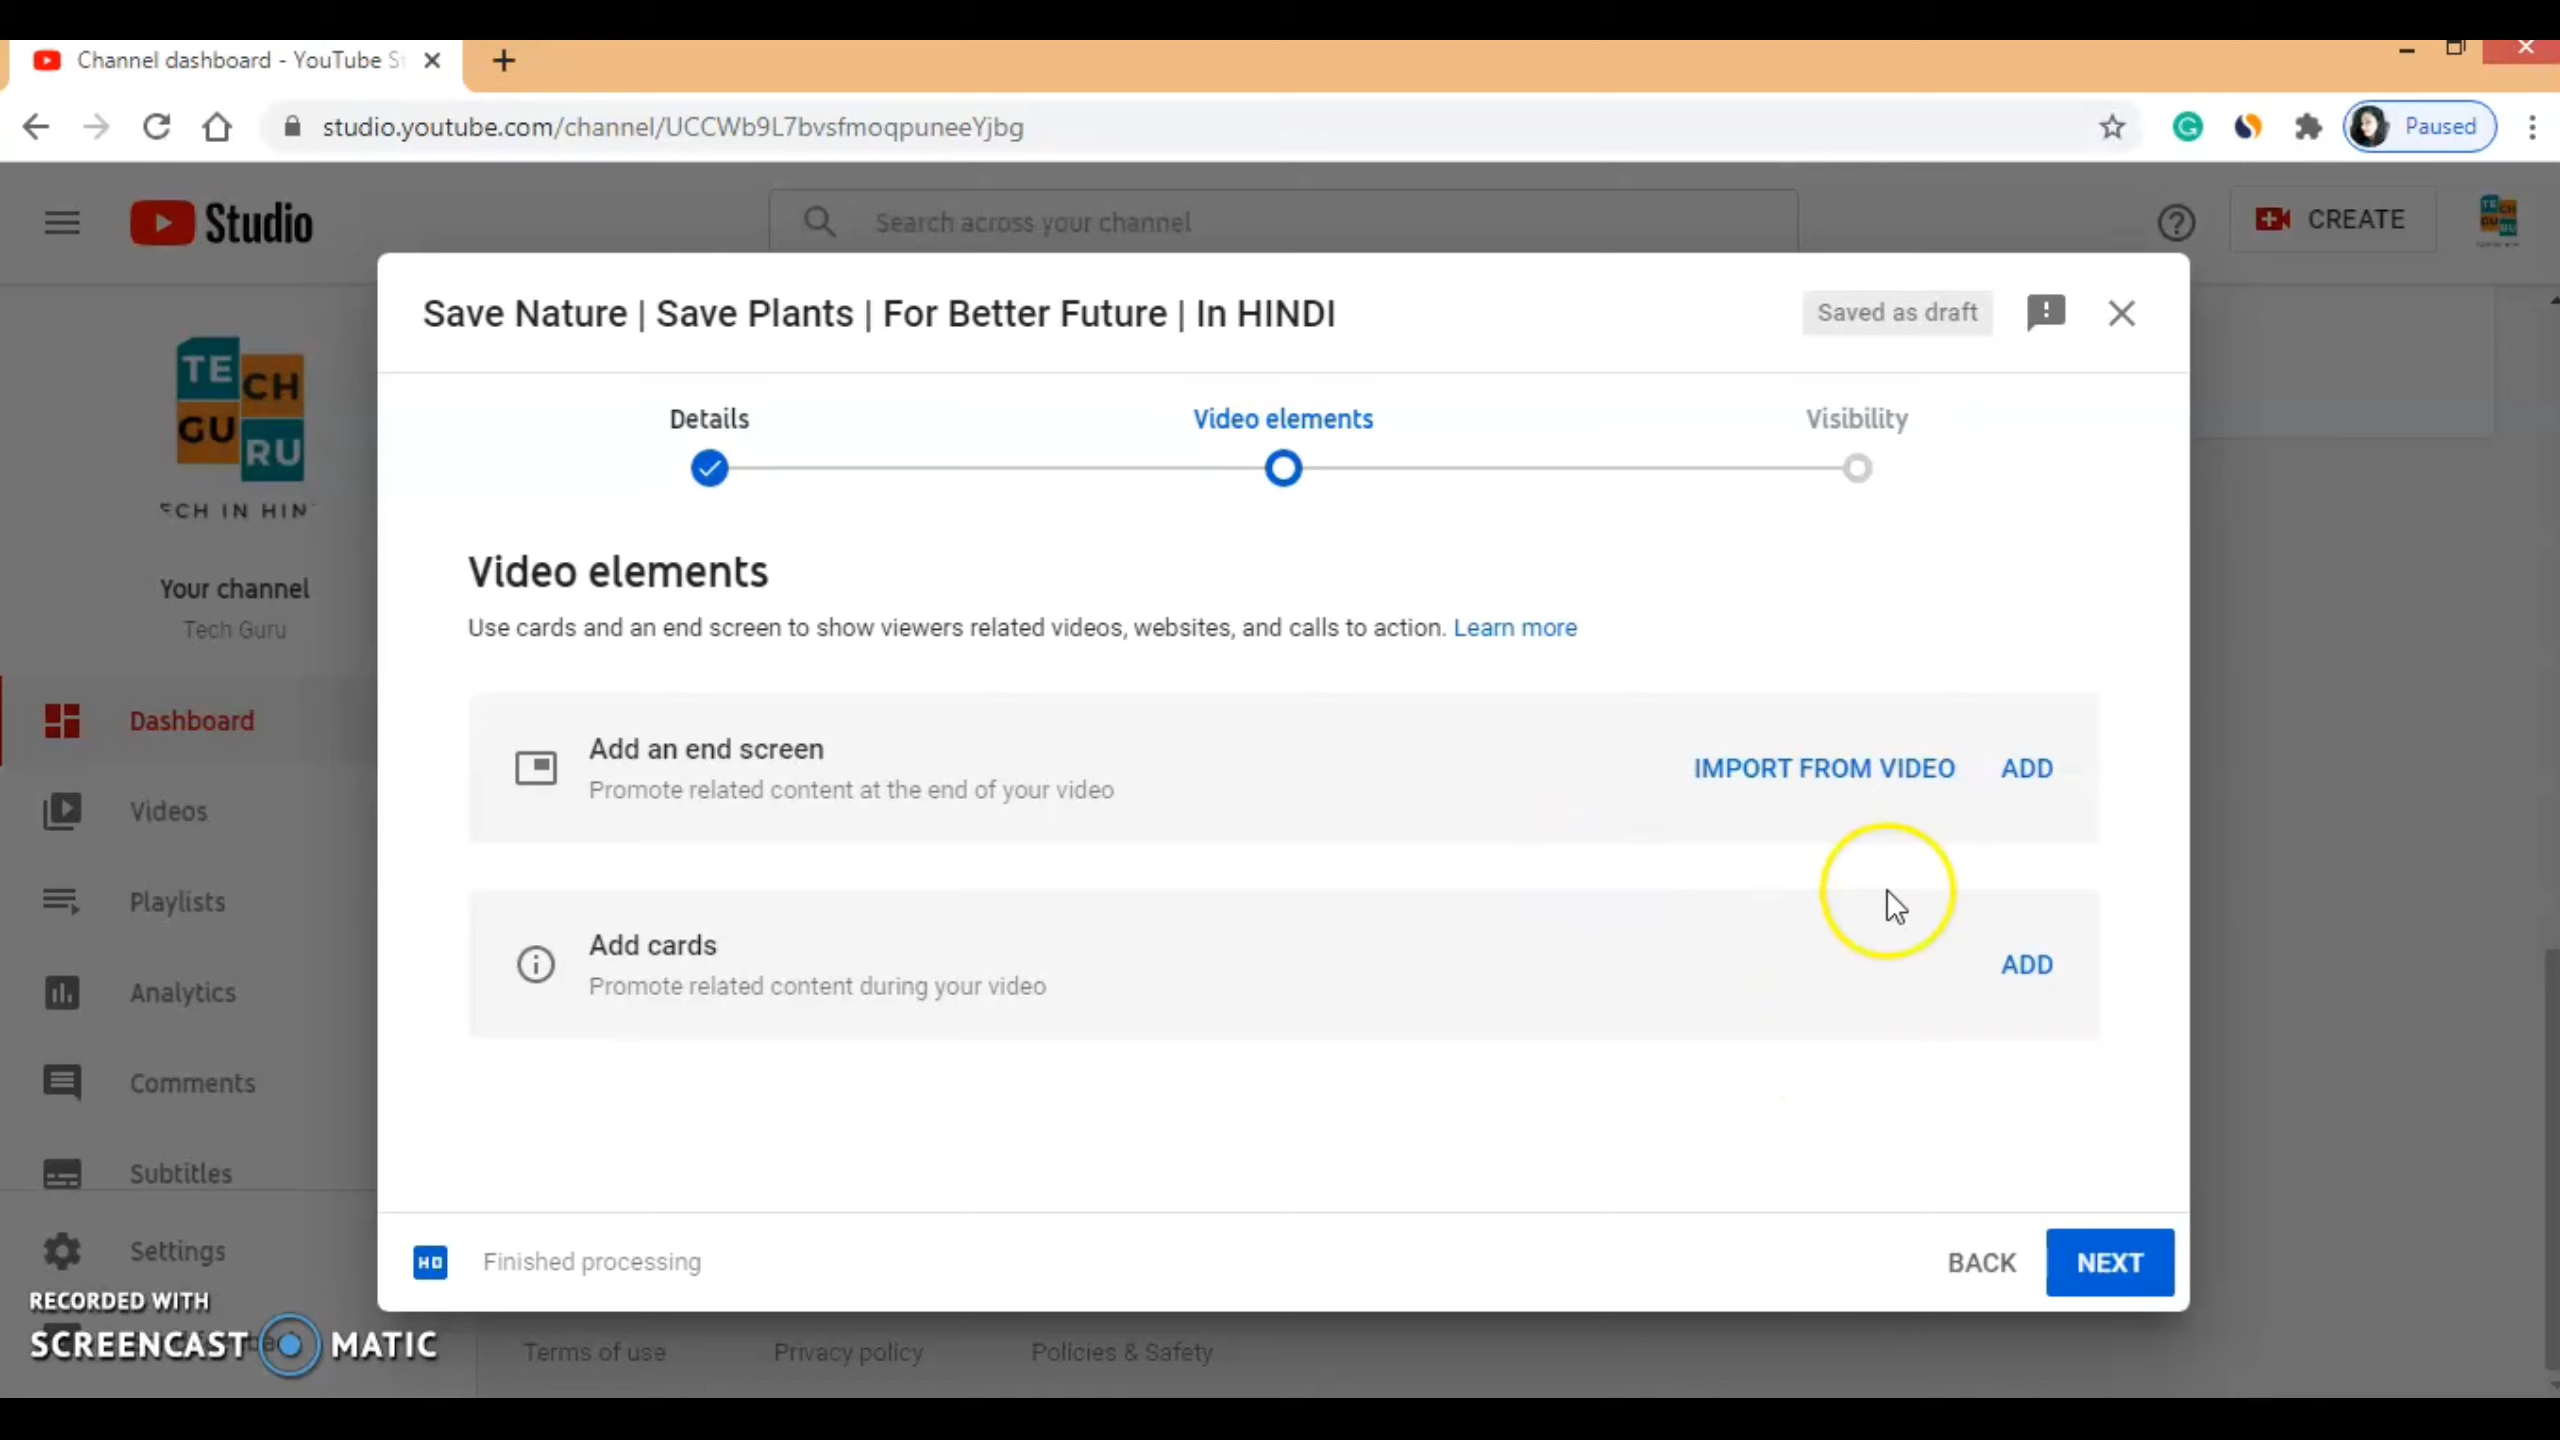 Channel dashboard - YouTube S
studio.youtube.com/channel/UCCWb9L7bvsfmoqpuneeYjbg
Paused
Studio
Search across your channel
CREATE
Save Nature | Save Plants | For Better Future | In HINDI
Saved as draft
TE
CH
GU
RU
ECH IN HIN
Your channel
Tech Guru
Details
Video elements
Visibility
Video elements
Use cards and an end screen to show viewers related videos, websites, and calls to action. Learn more
Dashboard
Videos
Playlists
Analytics
Comments
Subtitles
Settings
Add an end screen
Promote related content at the end of your video
IMPORT FROM VIDEO
ADD
Add cards
Promote related content during your video
ADD
HD
Finished processing
BACK
NEXT
RECORDED WITH
SCREENCAST MATIC
Terms of use
Privacy policy
Policies & Safety